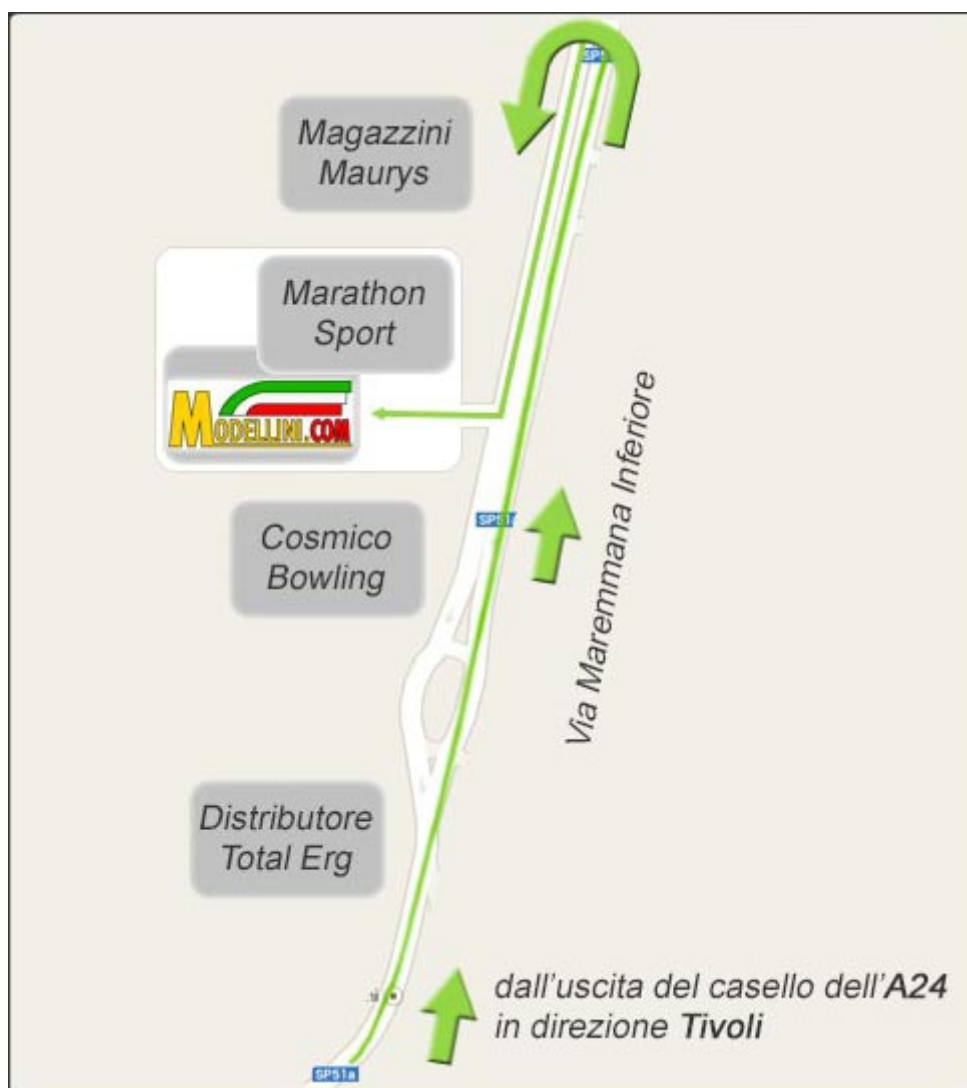 SP51
Magazzini
Maurys
Marathon
Sport
MODELLINI.COM
SP51
Via Maremmana Inferiore
Cosmico
Bowling
Distributore
Total Erg
dall'uscita del casello dell'A24
in direzione Tivoli
SP51a